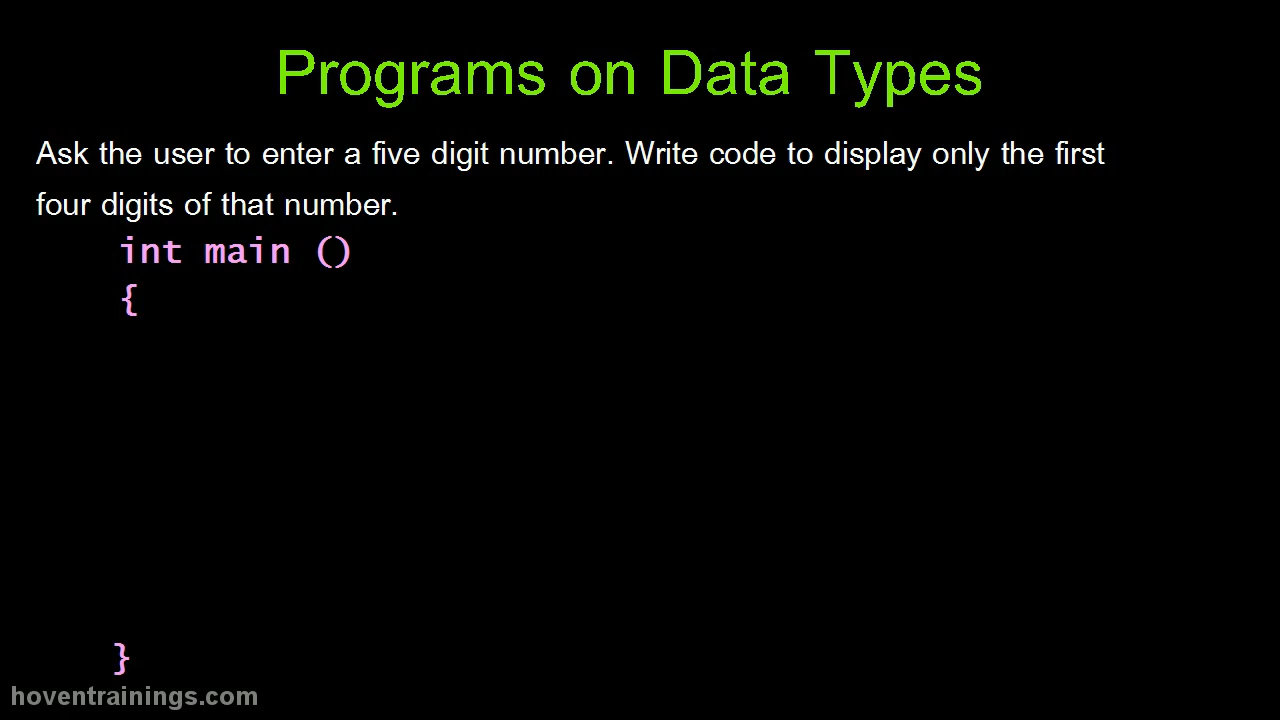 Programs on Data Types
Ask the user to enter a five digit number. Write code to display only the first
four digits of that number.
int main ()
{
}
hoventrainings.com